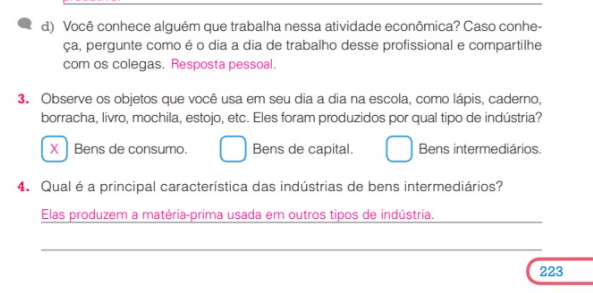 d) Você conhece alguém que trabalha nessa atividade econômica? Caso conhe-
ça, pergunte como é o dia a dia de trabalho desse profissional e compartilhe
com os colegas. Resposta pessoal.
3. Observe os objetos que você usa em seu dia a dia na escola, como lápis, caderno,
borracha, livro, mochila, estojo, etc. Eles foram produzidos por qual tipo de indústria?
X Bens de consumo. Bens de capital. Bens intermediários.
4. Qual é a principal característica das indústrias de bens intermediários?
Elas produzem a matéria-prima usada em outros tipos de indústria.
223